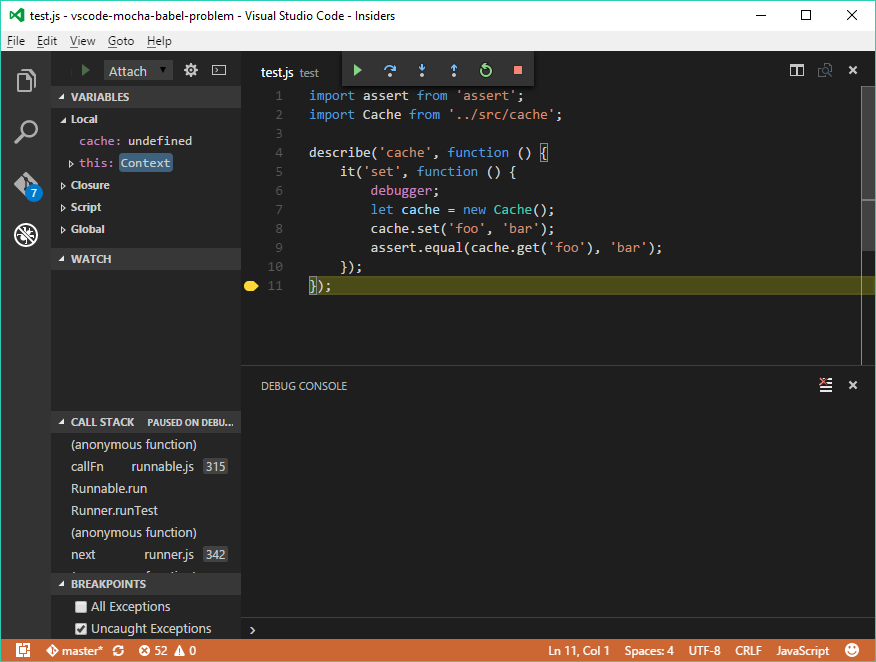 test.js - vscode-mocha-babel-problem - Visual Studio Code - Insiders
File Edit View Goto Help
Attach
VARIABLES
Local
cache: undefined
this: Context
Closure
Script
Global
WATCH
CALL STACK PAUSED ON DEBU...
(anonymous function)
callFn runnable.js 315
Runnable.run
Runner.runTest
(anonymous function)
next runner.js 342
BREAKPOINTS
All Exceptions
Uncaught Exceptions
7
test.js test
1 import assert from 'assert';
2 import Cache from '../src/cache';
3
4 describe('cache', function () {
5 it('set', function () {
6 debugger;
7 let cache = new Cache();
8 cache.set('foo', 'bar');
9 assert.equal(cache.get('foo'), 'bar');
10 });
11 });
DEBUG CONSOLE
master* 52 0 Ln 11, Col 1 Spaces: 4 UTF-8 CRLF JavaScript